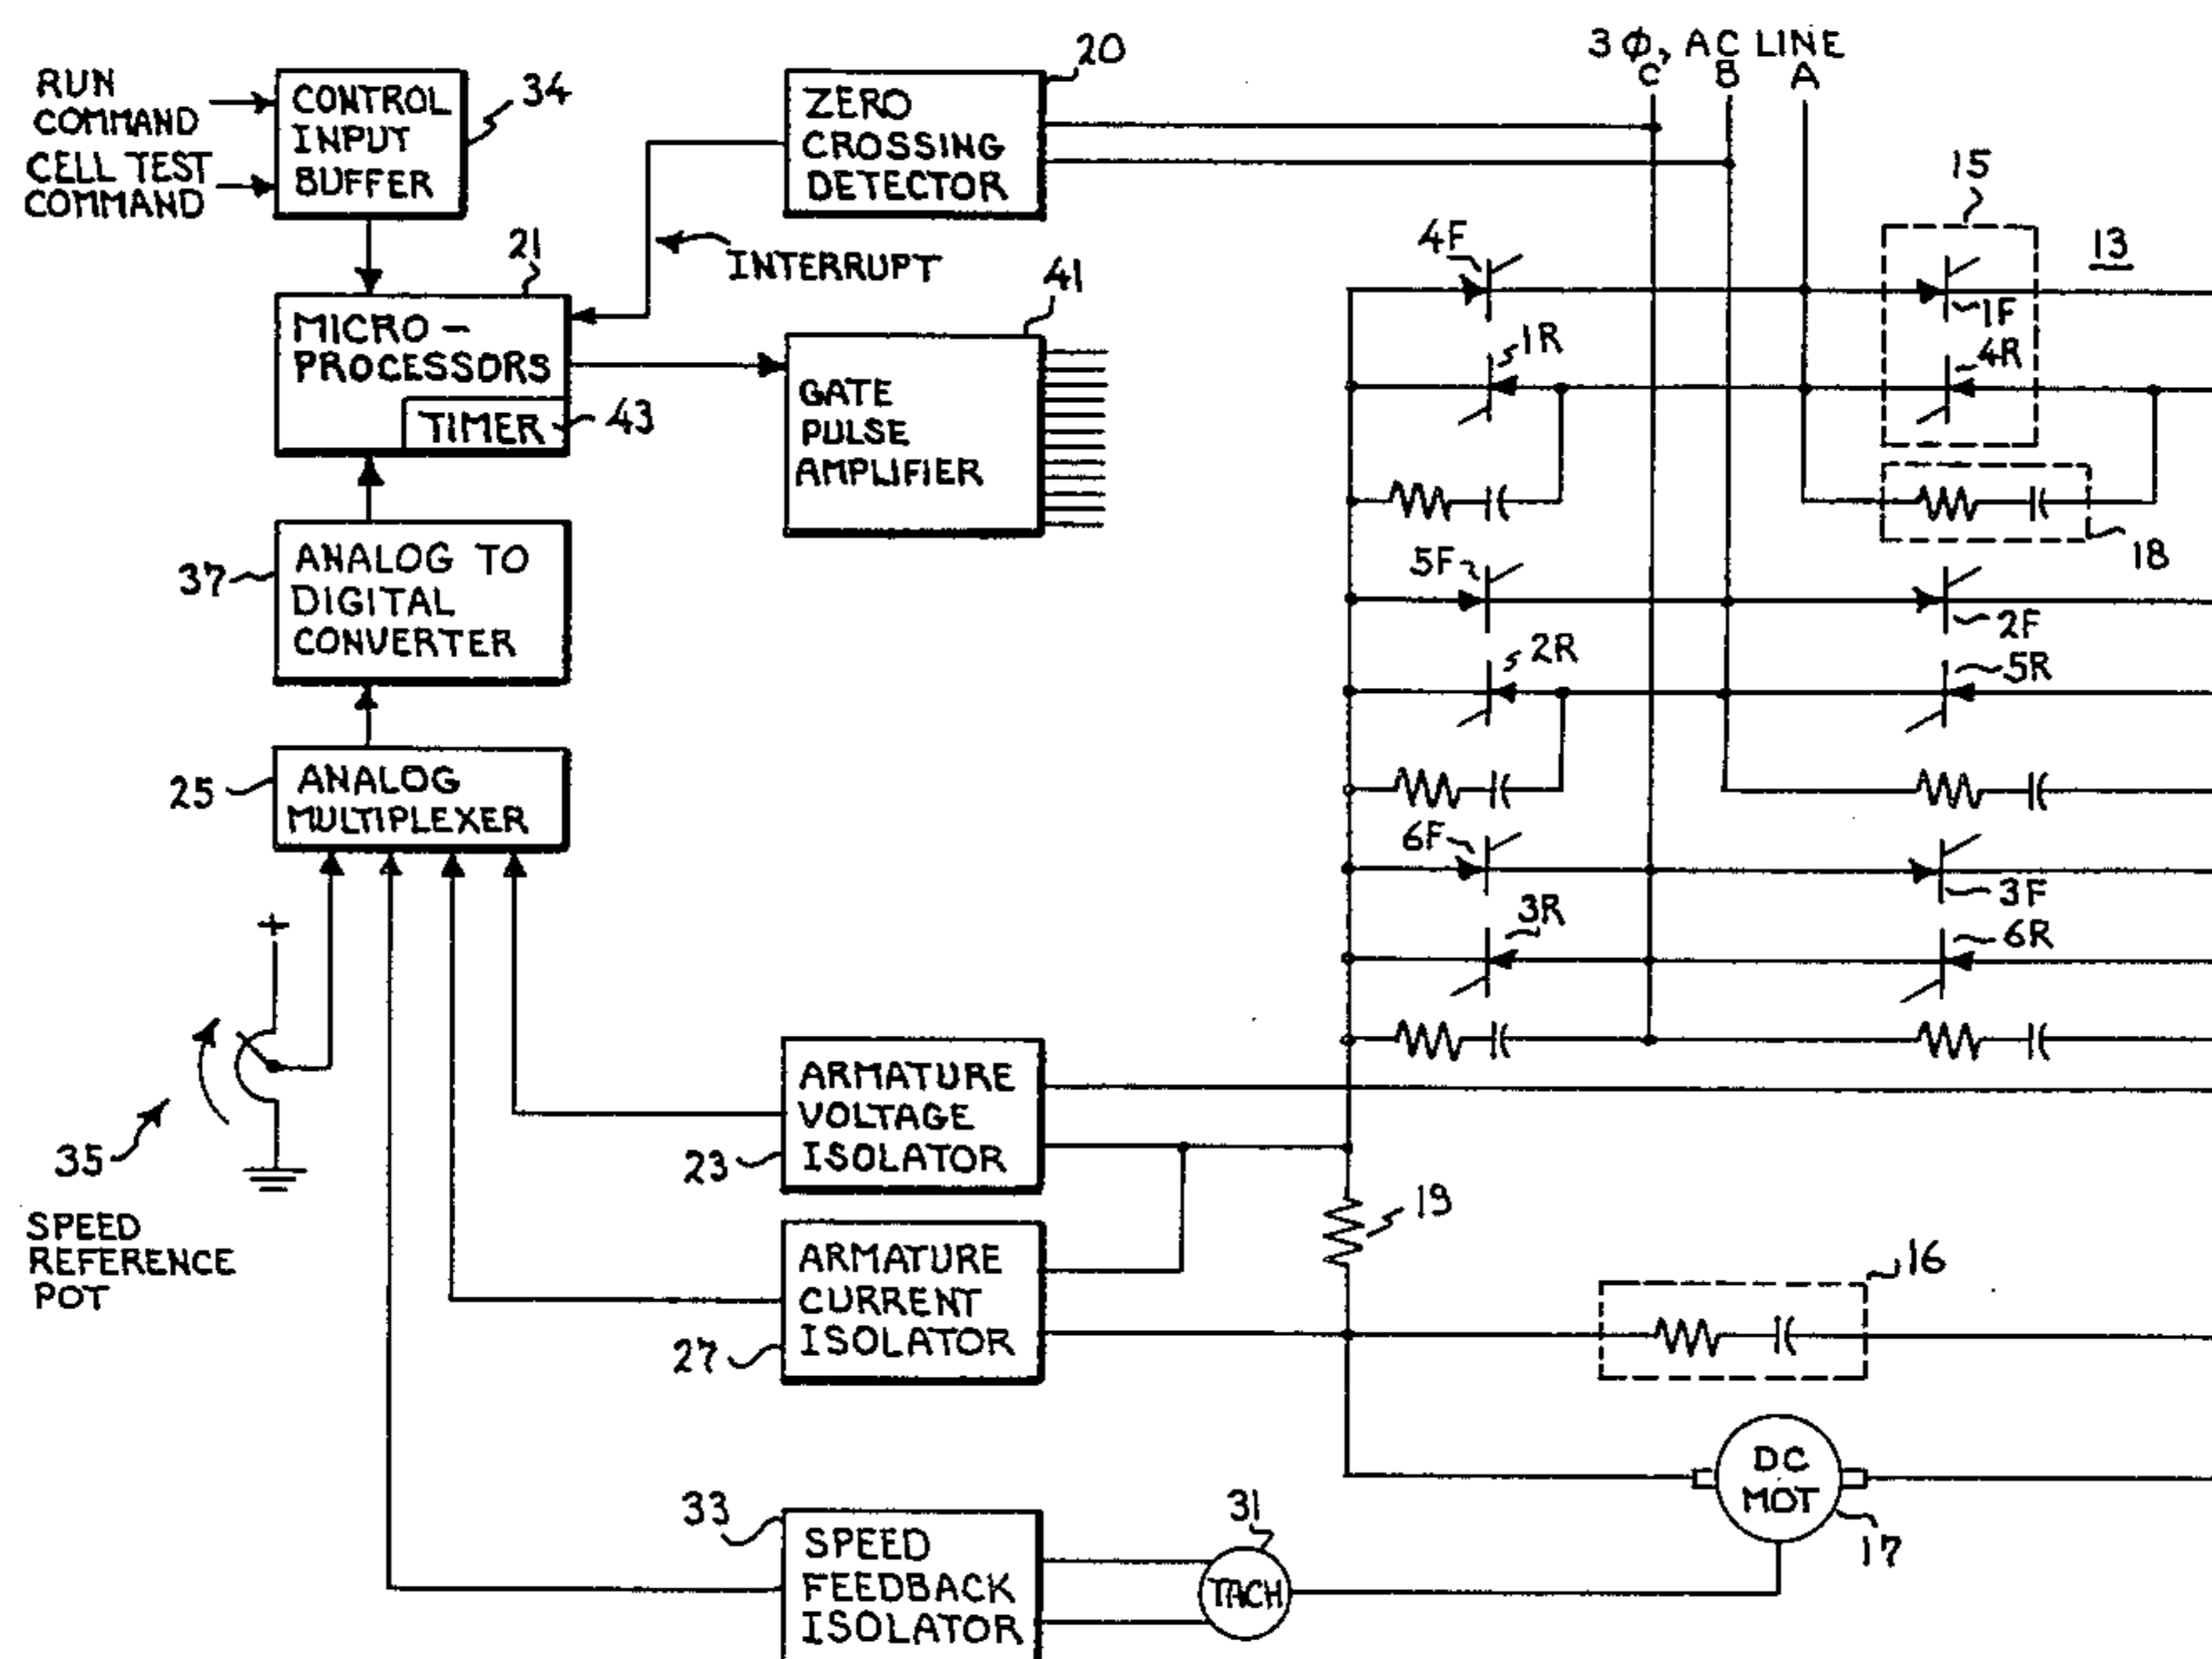 RUN
COMMAND
CELL TEST
COMMAND
CONTROL
INPUT
BUFFER
34
ZERO
CROSSING
DETECTOR
20
3 Φ, AC LINE
C B A
INTERRUPT
21
MICRO-
PROCESSORS
TIMER
43
41
GATE
PULSE
AMPLIFIER
15
13
4F
1F
1R
4R
18
37
ANALOG TO
DIGITAL
CONVERTER
5F
2F
2R
5R
25
ANALOG
MULTIPLEXER
6F
3F
3R
6R
+
35
SPEED
REFERENCE
POT
ARMATURE
VOLTAGE
ISOLATOR
23
19
ARMATURE
CURRENT
ISOLATOR
27
16
DC
MOT
17
33
SPEED
FEEDBACK
ISOLATOR
31
TACH